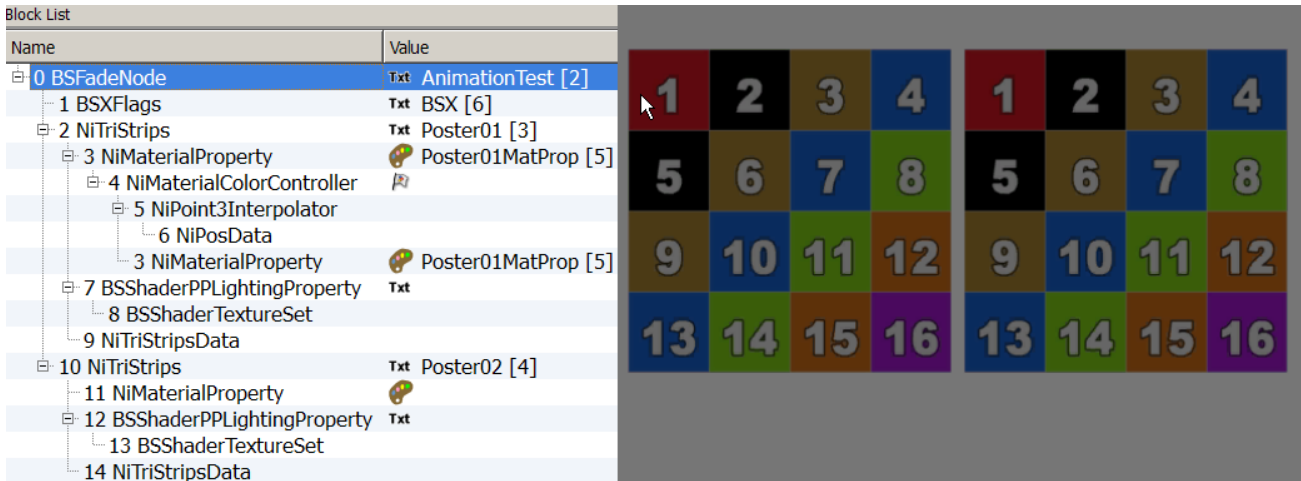 Block List
Name Value
0 BSFadeNode Txt AnimationTest [2]
1 BSXFlags Txt BSX [6]
2 NiTriStrips Txt Poster01 [3]
3 NiMaterialProperty Poster01MatProp [5]
4 NiMaterialColorController
5 NiPoint3Interpolator
6 NiPosData
3 NiMaterialProperty Poster01MatProp [5]
7 BSShaderPPLightingProperty Txt
8 BSShaderTextureSet
9 NiTriStripsData
10 NiTriStrips Txt Poster02 [4]
11 NiMaterialProperty
12 BSShaderPPLightingProperty Txt
13 BSShaderTextureSet
14 NiTriStripsData
1 2 3 4 1 2 3 4
5 6 7 8 5 6 7 8
9 10 11 12 9 10 11 12
13 14 15 16 13 14 15 16